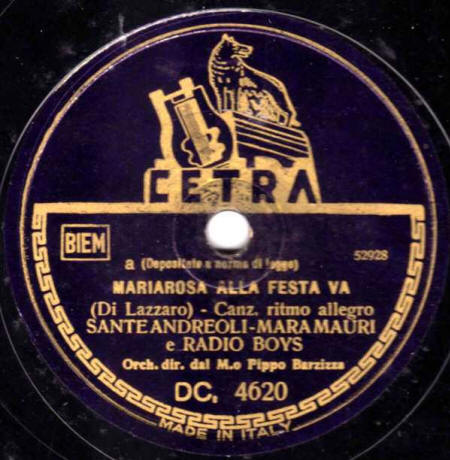 CETRA
BIEM
52928
a (Depositate a norma di legge)
MARIAROSA ALLA FESTA VA
(Di Lazzaro) - Canz. ritmo allegro
SANTE ANDREOLI - MARA MAURI
e RADIO BOYS
Orch. dir. dal M.o Pippo Barzizza
DC. 4620
MADE IN ITALY